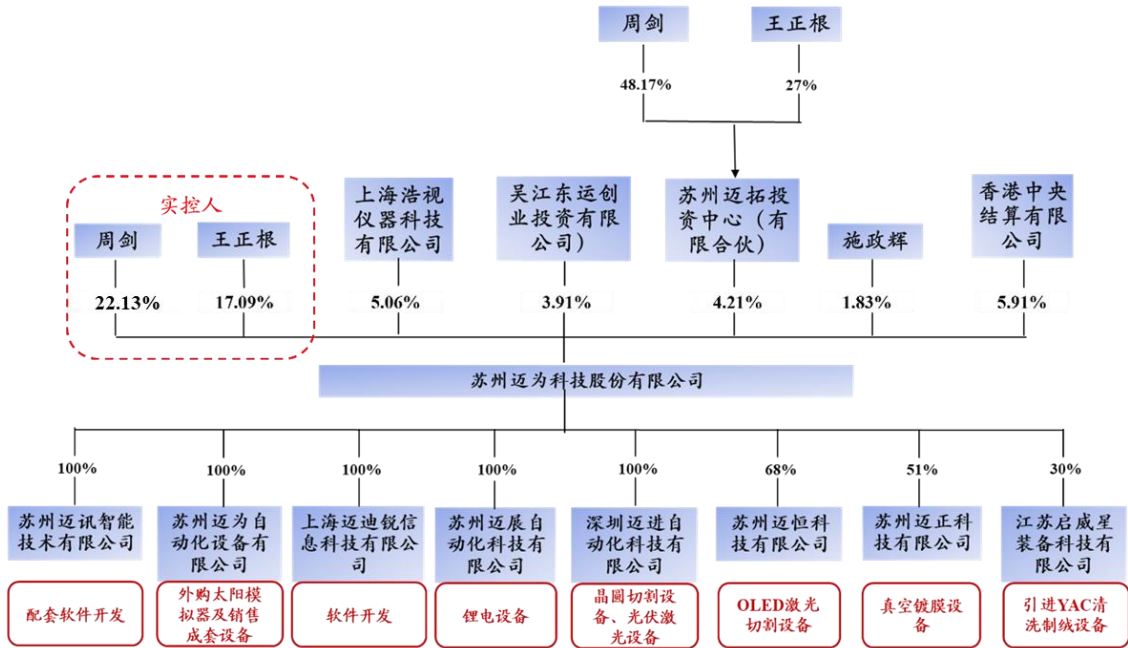 周剑
王正根
48.17%
27%
实控人
周剑
王正根
上海浩视
仪器科技
有限公司
吴江东运创
业投资有限
公司）
苏州迈拓投
资中心（有
限合伙）
施政辉
香港中央
结算有限
公司
22.13%
17.09%
5.06%
3.91%
4.21%
1.83%
5.91%
苏州迈为科技股份有限公司
100%
100%
100%
100%
100%
68%
51%
30%
苏州迈讯智能
技术有限公司
苏州迈为自
动化设备有
限公司
上海迈迪锐信
息科技有限公
司
苏州迈展自
动化科技有
限公司
深圳迈进自
动化科技有
限公司
苏州迈恒科
技有限公司
苏州迈正科
技有限公司
江苏启威星
装备科技有
限公司
配套软件开发
外购太阳模
拟器及销售
成套设备
软件开发
锂电设备
晶圆切割设
备、光伏激
光设备
OLED激光
切割设备
真空镀膜设
备
引进YAC清
洗制绒设备